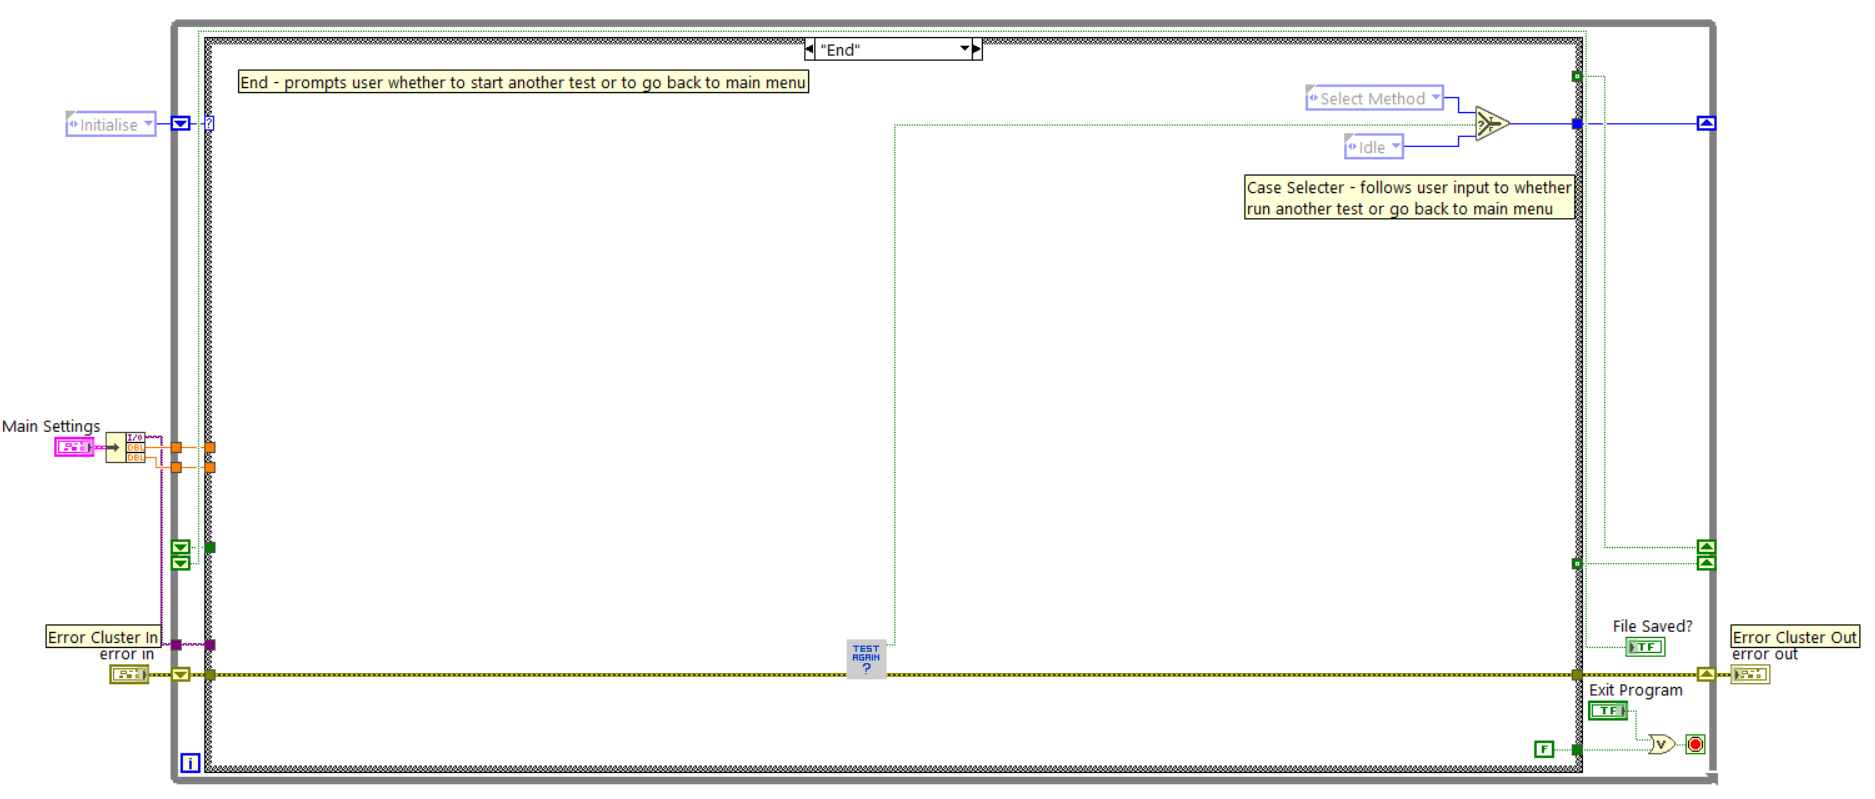 "End"
End - prompts user whether to start another test or to go back to main menu
Select Method
Initialise
?
?
T
F
Idle
Case Selecter - follows user input to whether
run another test or go back to main menu
Main Settings
I/O
DBL
DBL
Error Cluster In
error in
TEST
AGAIN
?
File Saved?
TF
Error Cluster Out
error out
Exit Program
TF
F
V
i